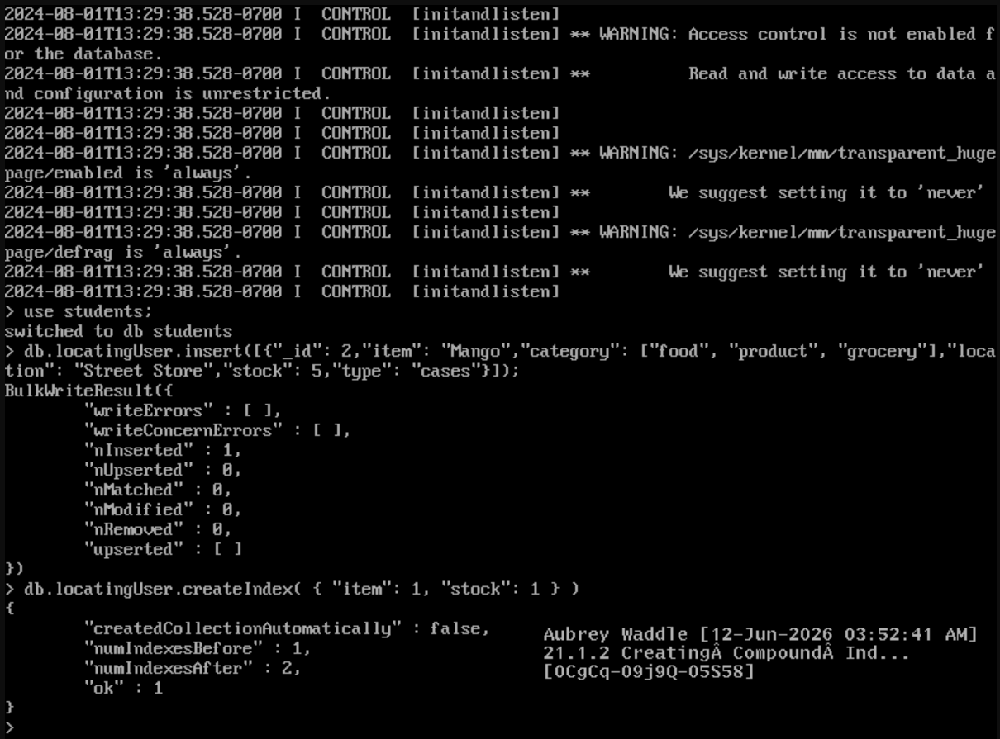 2024-08-01T13:29:38.528-0700 I  CONTROL  [initandlisten]
2024-08-01T13:29:38.528-0700 I  CONTROL  [initandlisten] ** WARNING: Access control is not enabled f
or the database.
2024-08-01T13:29:38.528-0700 I  CONTROL  [initandlisten] **          Read and write access to data a
nd configuration is unrestricted.
2024-08-01T13:29:38.528-0700 I  CONTROL  [initandlisten]
2024-08-01T13:29:38.528-0700 I  CONTROL  [initandlisten]
2024-08-01T13:29:38.528-0700 I  CONTROL  [initandlisten] ** WARNING: /sys/kernel/mm/transparent_huge
page/enabled is 'always'.
2024-08-01T13:29:38.528-0700 I  CONTROL  [initandlisten] **        We suggest setting it to 'never'
2024-08-01T13:29:38.528-0700 I  CONTROL  [initandlisten]
2024-08-01T13:29:38.528-0700 I  CONTROL  [initandlisten] ** WARNING: /sys/kernel/mm/transparent_huge
page/defrag is 'always'.
2024-08-01T13:29:38.528-0700 I  CONTROL  [initandlisten] **        We suggest setting it to 'never'
2024-08-01T13:29:38.528-0700 I  CONTROL  [initandlisten]
> use students;
switched to db students
> db.locatingUser.insert([{"_id": 2,"item": "Mango","category": ["food", "product", "grocery"],"loca
tion": "Street Store","stock": 5,"type": "cases"}]);
BulkWriteResult({
        "writeErrors" : [ ],
        "writeConcernErrors" : [ ],
        "nInserted" : 1,
        "nUpserted" : 0,
        "nMatched" : 0,
        "nModified" : 0,
        "nRemoved" : 0,
        "upserted" : [ ]
})
> db.locatingUser.createIndex( { "item": 1, "stock": 1 } )
{
        "createdCollectionAutomatically" : false,
        "numIndexesBefore" : 1,
        "numIndexesAfter" : 2,
        "ok" : 1
}
>
Aubrey Waddle [12-Jun-2026 03:52:41 AM]
21.1.2 CreatingÂ CompoundÂ Ind...
[0CgCq-09j9Q-05S58]